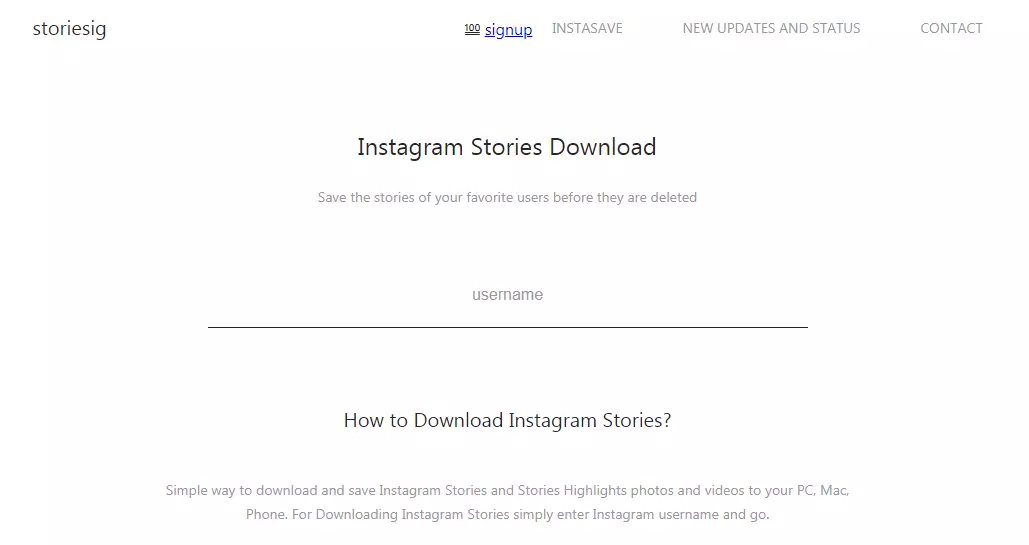 storiesig
💯 signup INSTASAVE NEW UPDATES AND STATUS CONTACT
Instagram Stories Download
Save the stories of your favorite users before they are deleted
username
How to Download Instagram Stories?
Simple way to download and save Instagram Stories and Stories Highlights photos and videos to your PC, Mac,
Phone. For Downloading Instagram Stories simply enter Instagram username and go.